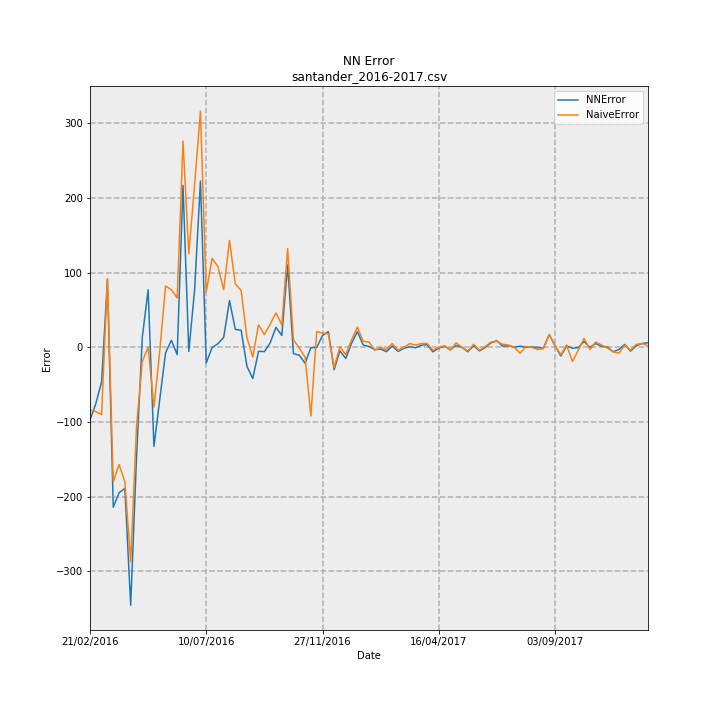 NN Error
santander_2016-2017.csv
NNError
NaiveError
Error
300
200
100
0
−100
−200
−300
21/02/2016
10/07/2016
27/11/2016
16/04/2017
03/09/2017
Date